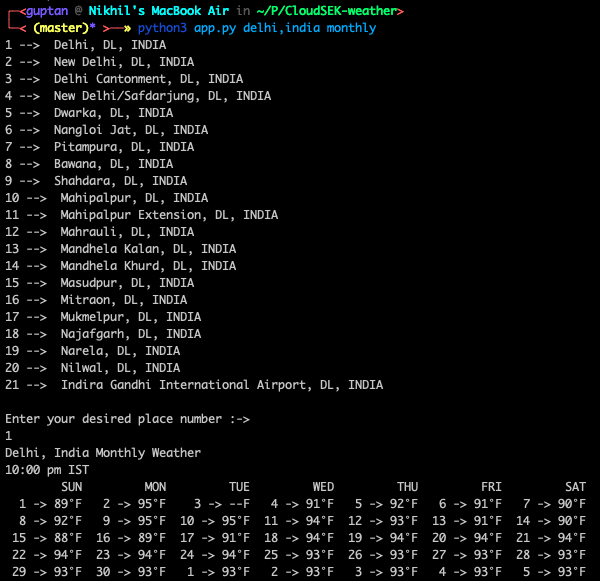 <guptan @ Nikhil's MacBook Air in ~/P/CloudSEK-weather>
< (master)* >—» python3 app.py delhi,india monthly
1 -->  Delhi, DL, INDIA
2 -->  New Delhi, DL, INDIA
3 -->  Delhi Cantonment, DL, INDIA
4 -->  New Delhi/Safdarjung, DL, INDIA
5 -->  Dwarka, DL, INDIA
6 -->  Nangloi Jat, DL, INDIA
7 -->  Pitampura, DL, INDIA
8 -->  Bawana, DL, INDIA
9 -->  Shahdara, DL, INDIA
10 -->  Mahipalpur, DL, INDIA
11 -->  Mahipalpur Extension, DL, INDIA
12 -->  Mahrauli, DL, INDIA
13 -->  Mandhela Kalan, DL, INDIA
14 -->  Mandhela Khurd, DL, INDIA
15 -->  Masudpur, DL, INDIA
16 -->  Mitraon, DL, INDIA
17 -->  Mukmelpur, DL, INDIA
18 -->  Najafgarh, DL, INDIA
19 -->  Narela, DL, INDIA
20 -->  Nilwal, DL, INDIA
21 -->  Indira Gandhi International Airport, DL, INDIA
Enter your desired place number :->
1
Delhi, India Monthly Weather
10:00 pm IST
SUN MON TUE WED THU FRI SAT
1 -> 89°F 2 -> 95°F 3 -> --F 4 -> 91°F 5 -> 92°F 6 -> 91°F 7 -> 90°F
8 -> 92°F 9 -> 95°F 10 -> 95°F 11 -> 94°F 12 -> 93°F 13 -> 91°F 14 -> 90°F
15 -> 88°F 16 -> 89°F 17 -> 91°F 18 -> 94°F 19 -> 94°F 20 -> 94°F 21 -> 94°F
22 -> 94°F 23 -> 94°F 24 -> 94°F 25 -> 93°F 26 -> 93°F 27 -> 93°F 28 -> 93°F
29 -> 93°F 30 -> 93°F 1 -> 93°F 2 -> 93°F 3 -> 93°F 4 -> 93°F 5 -> 93°F